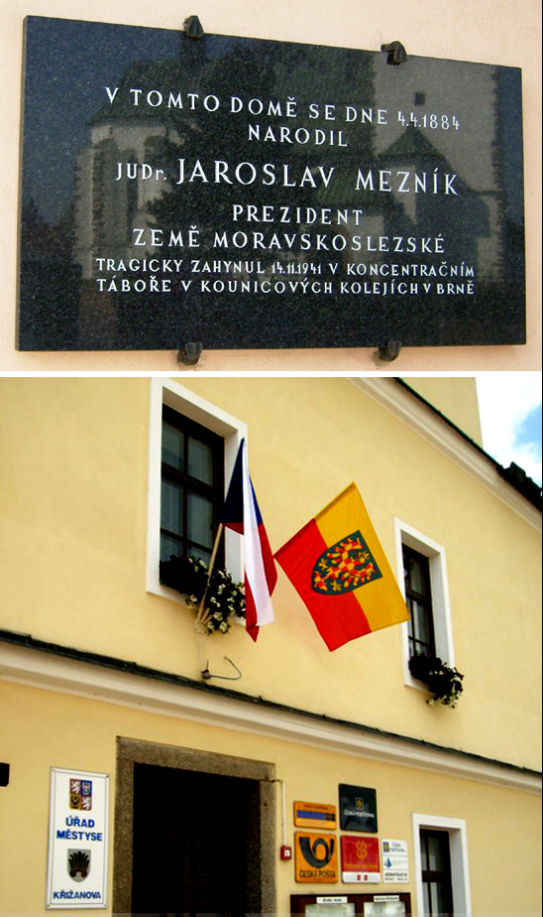 V TOMTO DOMĚ SE DNE 4.4.1884
NARODIL
JUDr. JAROSLAV MEZNÍK
PREZIDENT
ZEMĚ MORAVSKOSLEZSKÉ
TRAGICKY ZAHYNUL 14.11.1941 V KONCENTRAČNÍM
TÁBOŘE V KOUNICOVÝCH KOLEJÍCH V BRNĚ
ÚŘAD
MĚSTYSE
KŘIŽANOVA
ČESKÁ POŠTA